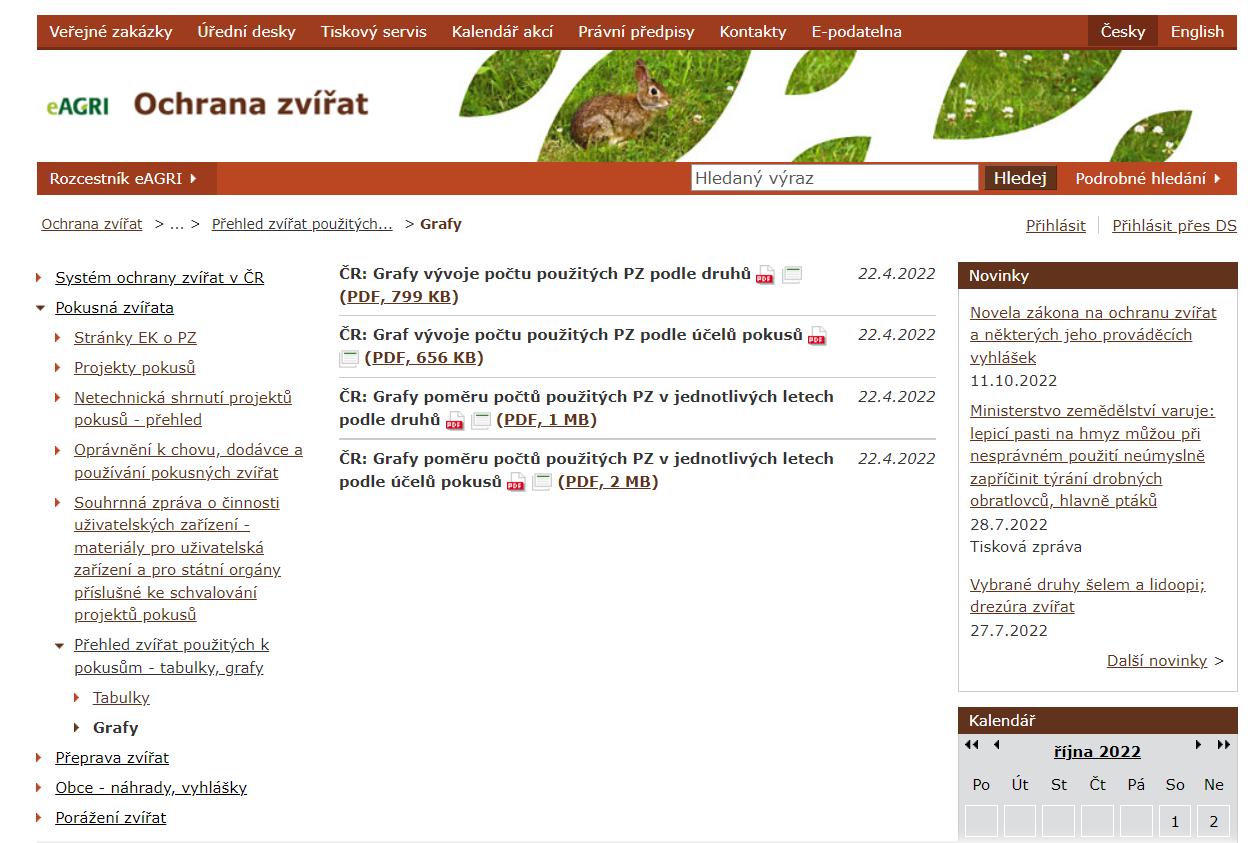 Veřejné zakázky Úřední desky Tiskový servis Kalendář akcí Právní předpisy Kontakty E-podatelna Česky English
eAGRI Ochrana zvířat
Rozcestník eAGRI Hledaný výraz Hledej Podrobné hledání
Ochrana zvířat > ... > Přehled zvířat použitých... > Grafy Přihlásit Přihlásit přes DS
Systém ochrany zvířat v ČR
Pokusná zvířata
Stránky EK o PZ
Projekty pokusů
Netechnická shrnutí projektů
pokusů - přehled
Oprávnění k chovu, dodávce a
používání pokusných zvířat
Souhrnná zpráva o činnosti
uživatelských zařízení -
materiály pro uživatelská
zařízení a pro státní orgány
příslušné ke schvalování
projektů pokusů
Přehled zvířat použitých k
pokusům - tabulky, grafy
Tabulky
Grafy
Přeprava zvířat
Obce - náhrady, vyhlášky
Porážení zvířat
ČR: Grafy vývoje počtu použitých PZ podle druhů 22.4.2022
(PDF, 799 KB)
ČR: Graf vývoje počtu použitých PZ podle účelů pokusů 22.4.2022
(PDF, 656 KB)
ČR: Grafy poměru počtů použitých PZ v jednotlivých letech 22.4.2022
podle druhů (PDF, 1 MB)
ČR: Grafy poměru počtů použitých PZ v jednotlivých letech 22.4.2022
podle účelů pokusů (PDF, 2 MB)
Novinky
Novela zákona na ochranu zvířat
a některých jeho prováděcích
vyhlášek
11.10.2022
Ministerstvo zemědělství varuje:
lepicí pasti na hmyz můžou při
nesprávném použití neúmyslně
zapříčinit týrání drobných
obratlovců, hlavně ptáků
28.7.2022
Tisková zpráva
Vybrané druhy šelem a lidoopi;
drezúra zvířat
27.7.2022
Další novinky >
Kalendář
října 2022
Po Út St Čt Pá So Ne
1 2